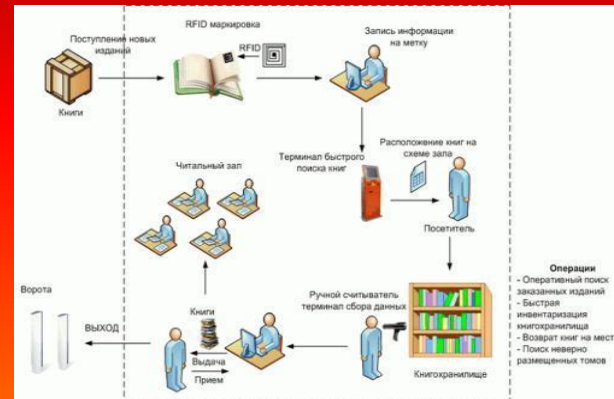 Поступление новых
изданий
Книги
RFID маркировка
RFID
Запись информации
на метку
Терминал быстрого
поиска книг
Расположение книг на
схеме зала
Посетитель
Читальный зал
Ворота
ВЫХОД
Книги
Выдача
Прием
Ручной считыватель
терминал сбора данных
Книгохранилище
Операции
- Оперативный поиск
заказанных изданий
- Быстрая
инвентаризация
книгохранилища
- Возврат книг на мест
- Поиск неверно
размещенных томов